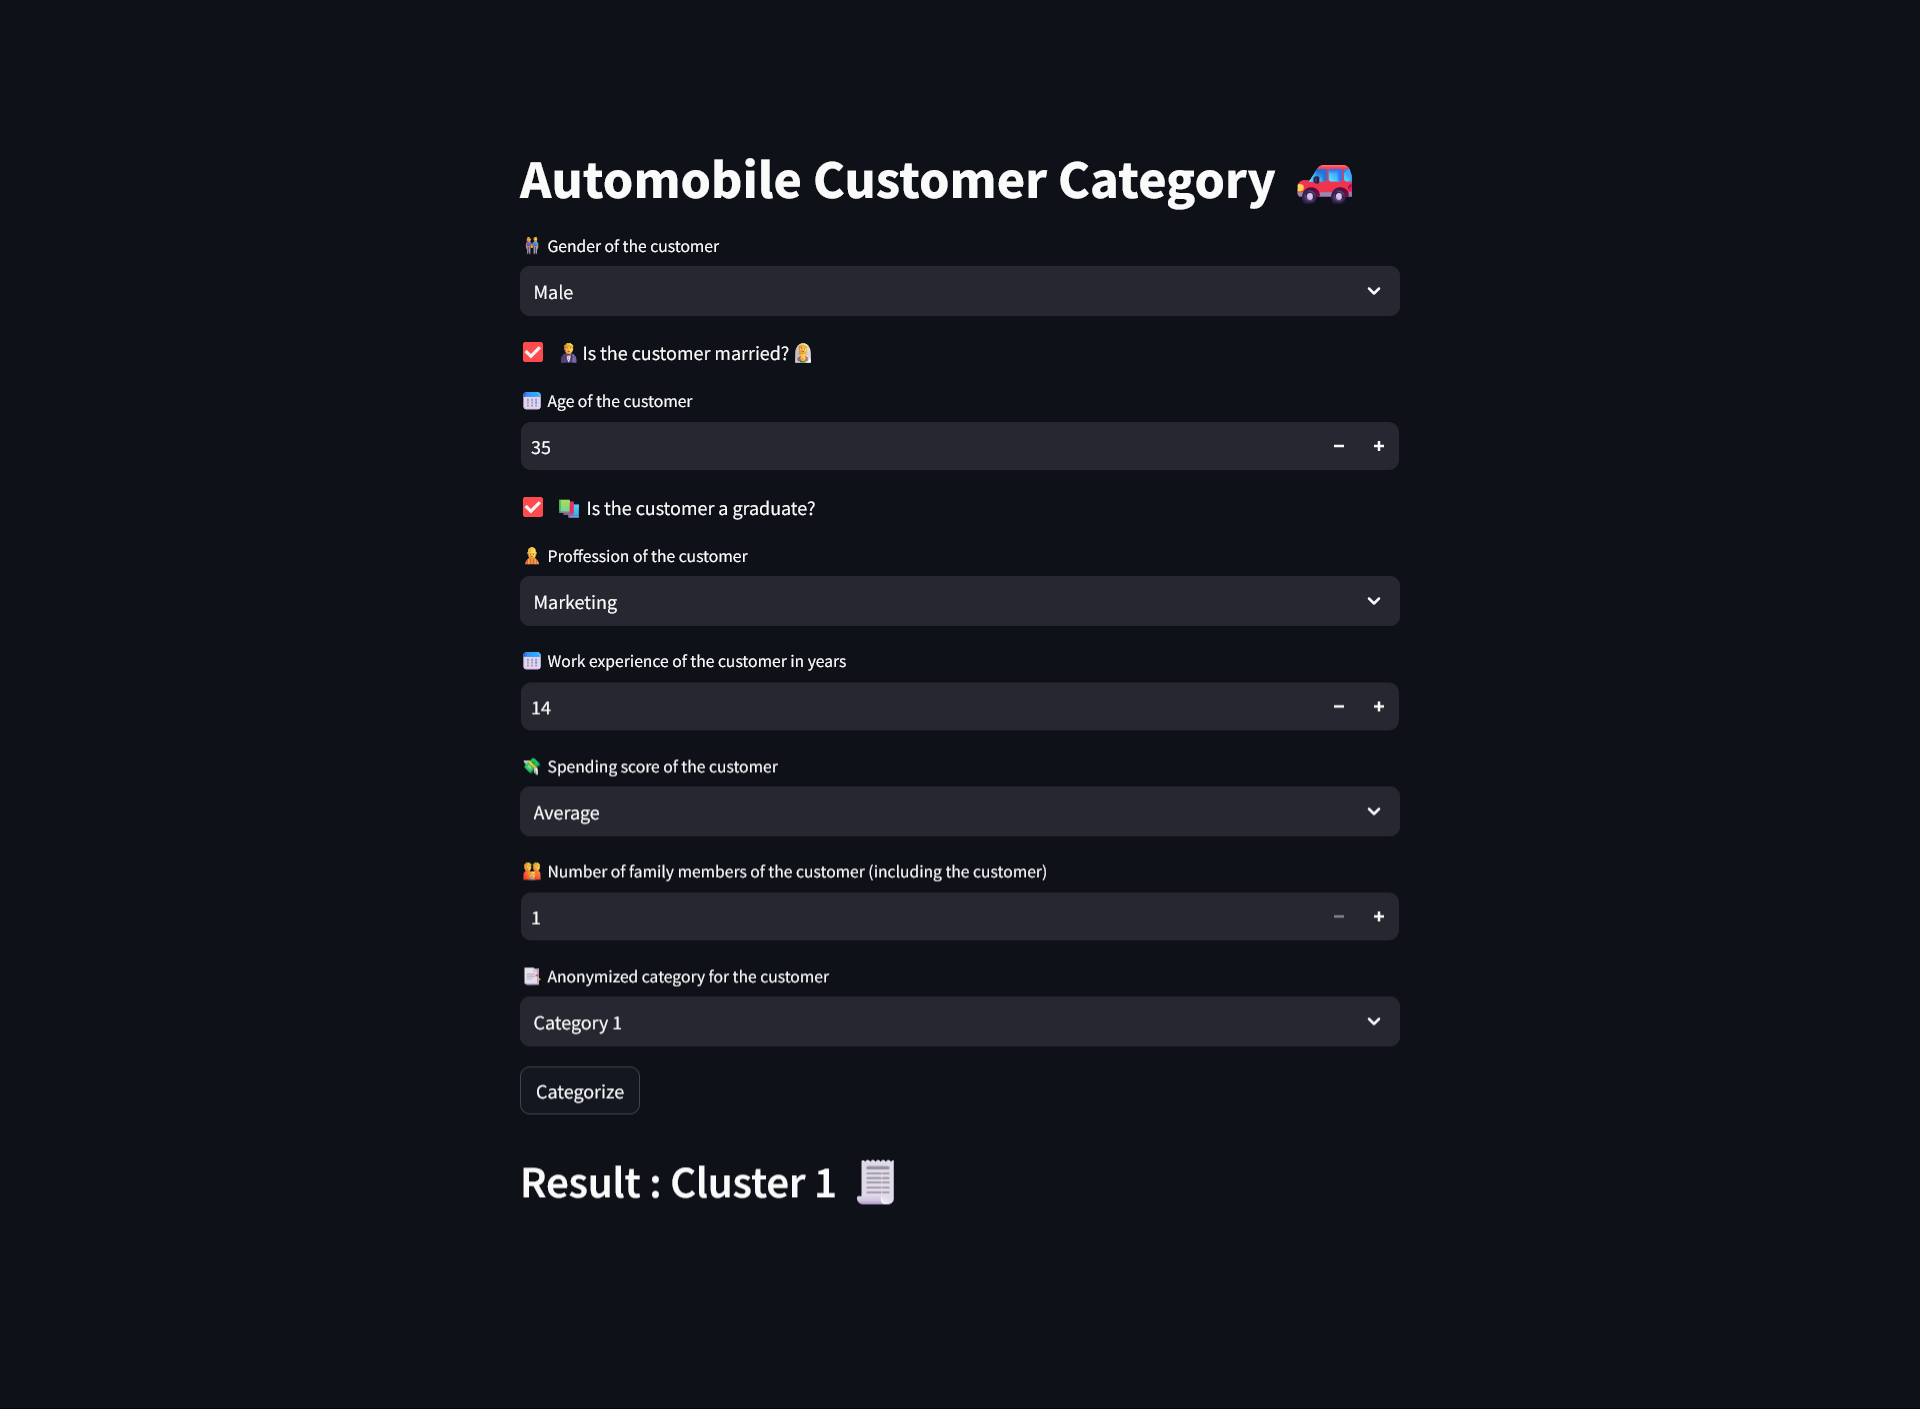 Automobile Customer Category
Gender of the customer
Male
Is the customer married?
Age of the customer
35
Is the customer a graduate?
Proffession of the customer
Marketing
Work experience of the customer in years
14
Spending score of the customer
Average
Number of family members of the customer (including the customer)
1
Anonymized category for the customer
Category 1
Categorize
Result : Cluster 1